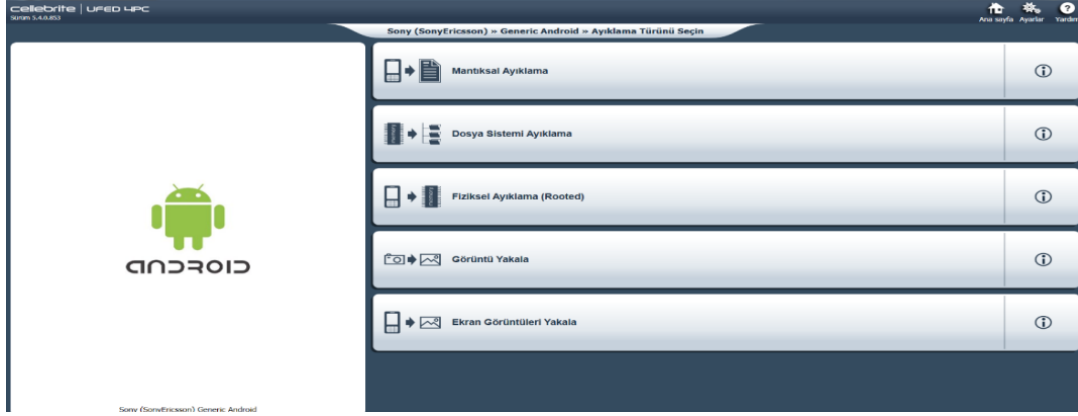 cellebrite | UFED 4PC
Sürüm 5.4.0.853
Ana sayfa Ayarlar Yardım
Sony (SonyEricsson) » Generic Android » Ayıklama Türünü Seçin
Mantıksal Ayıklama
Dosya Sistemi Ayıklama
Fiziksel Ayıklama (Rooted)
Görüntü Yakala
Ekran Görüntüleri Yakala
ANDROID
Sony (SonyEricsson) Generic Android